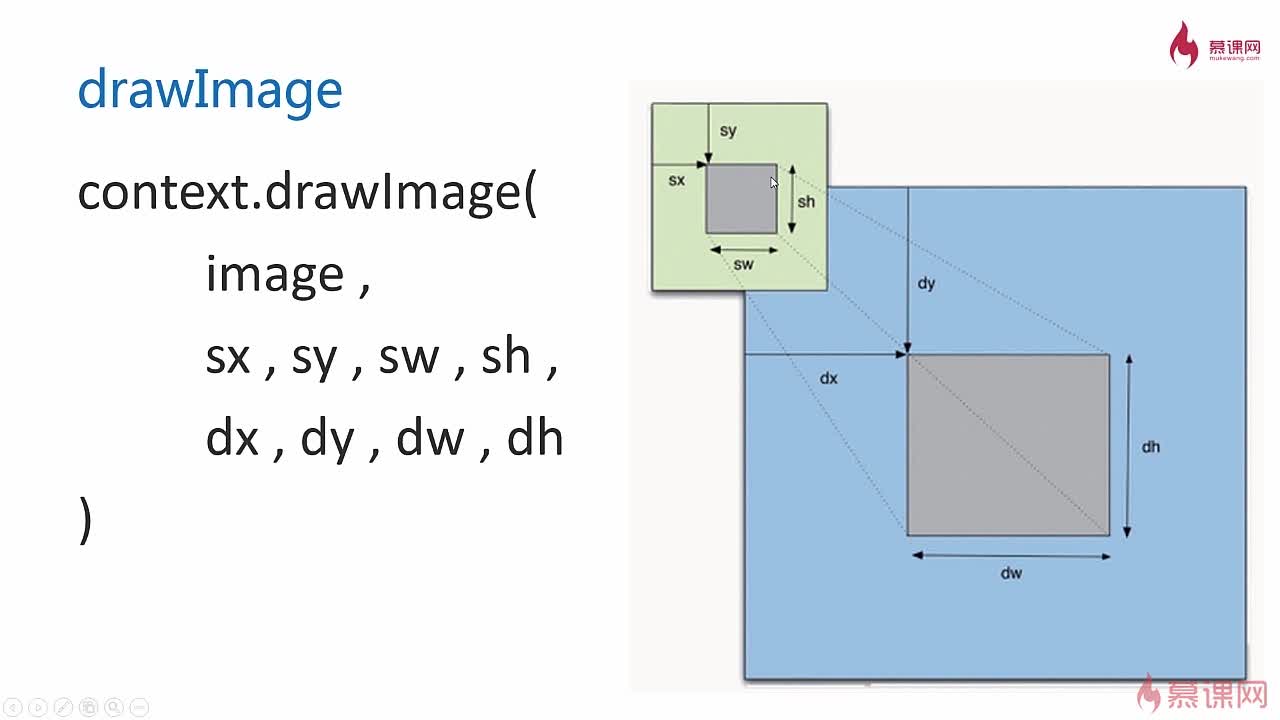 慕课网
mukewang.com
drawImage
context.drawImage(
image ,
sx , sy , sw , sh ,
dx , dy , dw , dh
)
sy
sx
sh
sw
dy
dx
dh
dw
慕课网